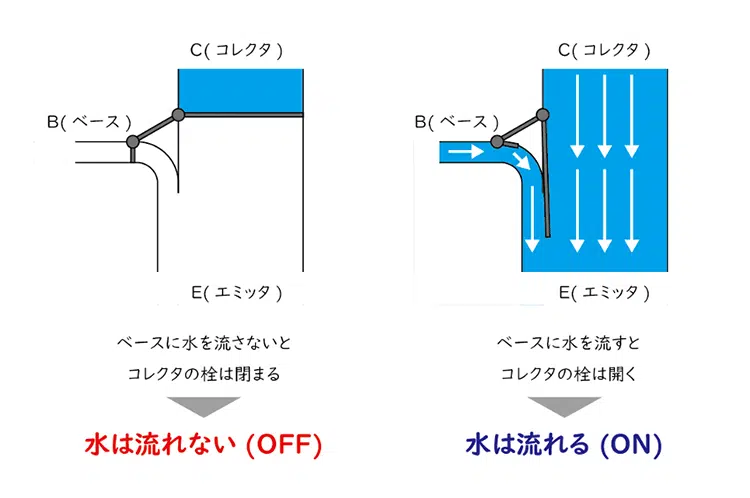 C(コレクタ)
B(ベース)
E(エミッタ)
ベースに水を流さないと
コレクタの栓は閉まる
水は流れない(OFF)
C(コレクタ)
B(ベース)
E(エミッタ)
ベースに水を流すと
コレクタの栓は開く
水は流れる(ON)